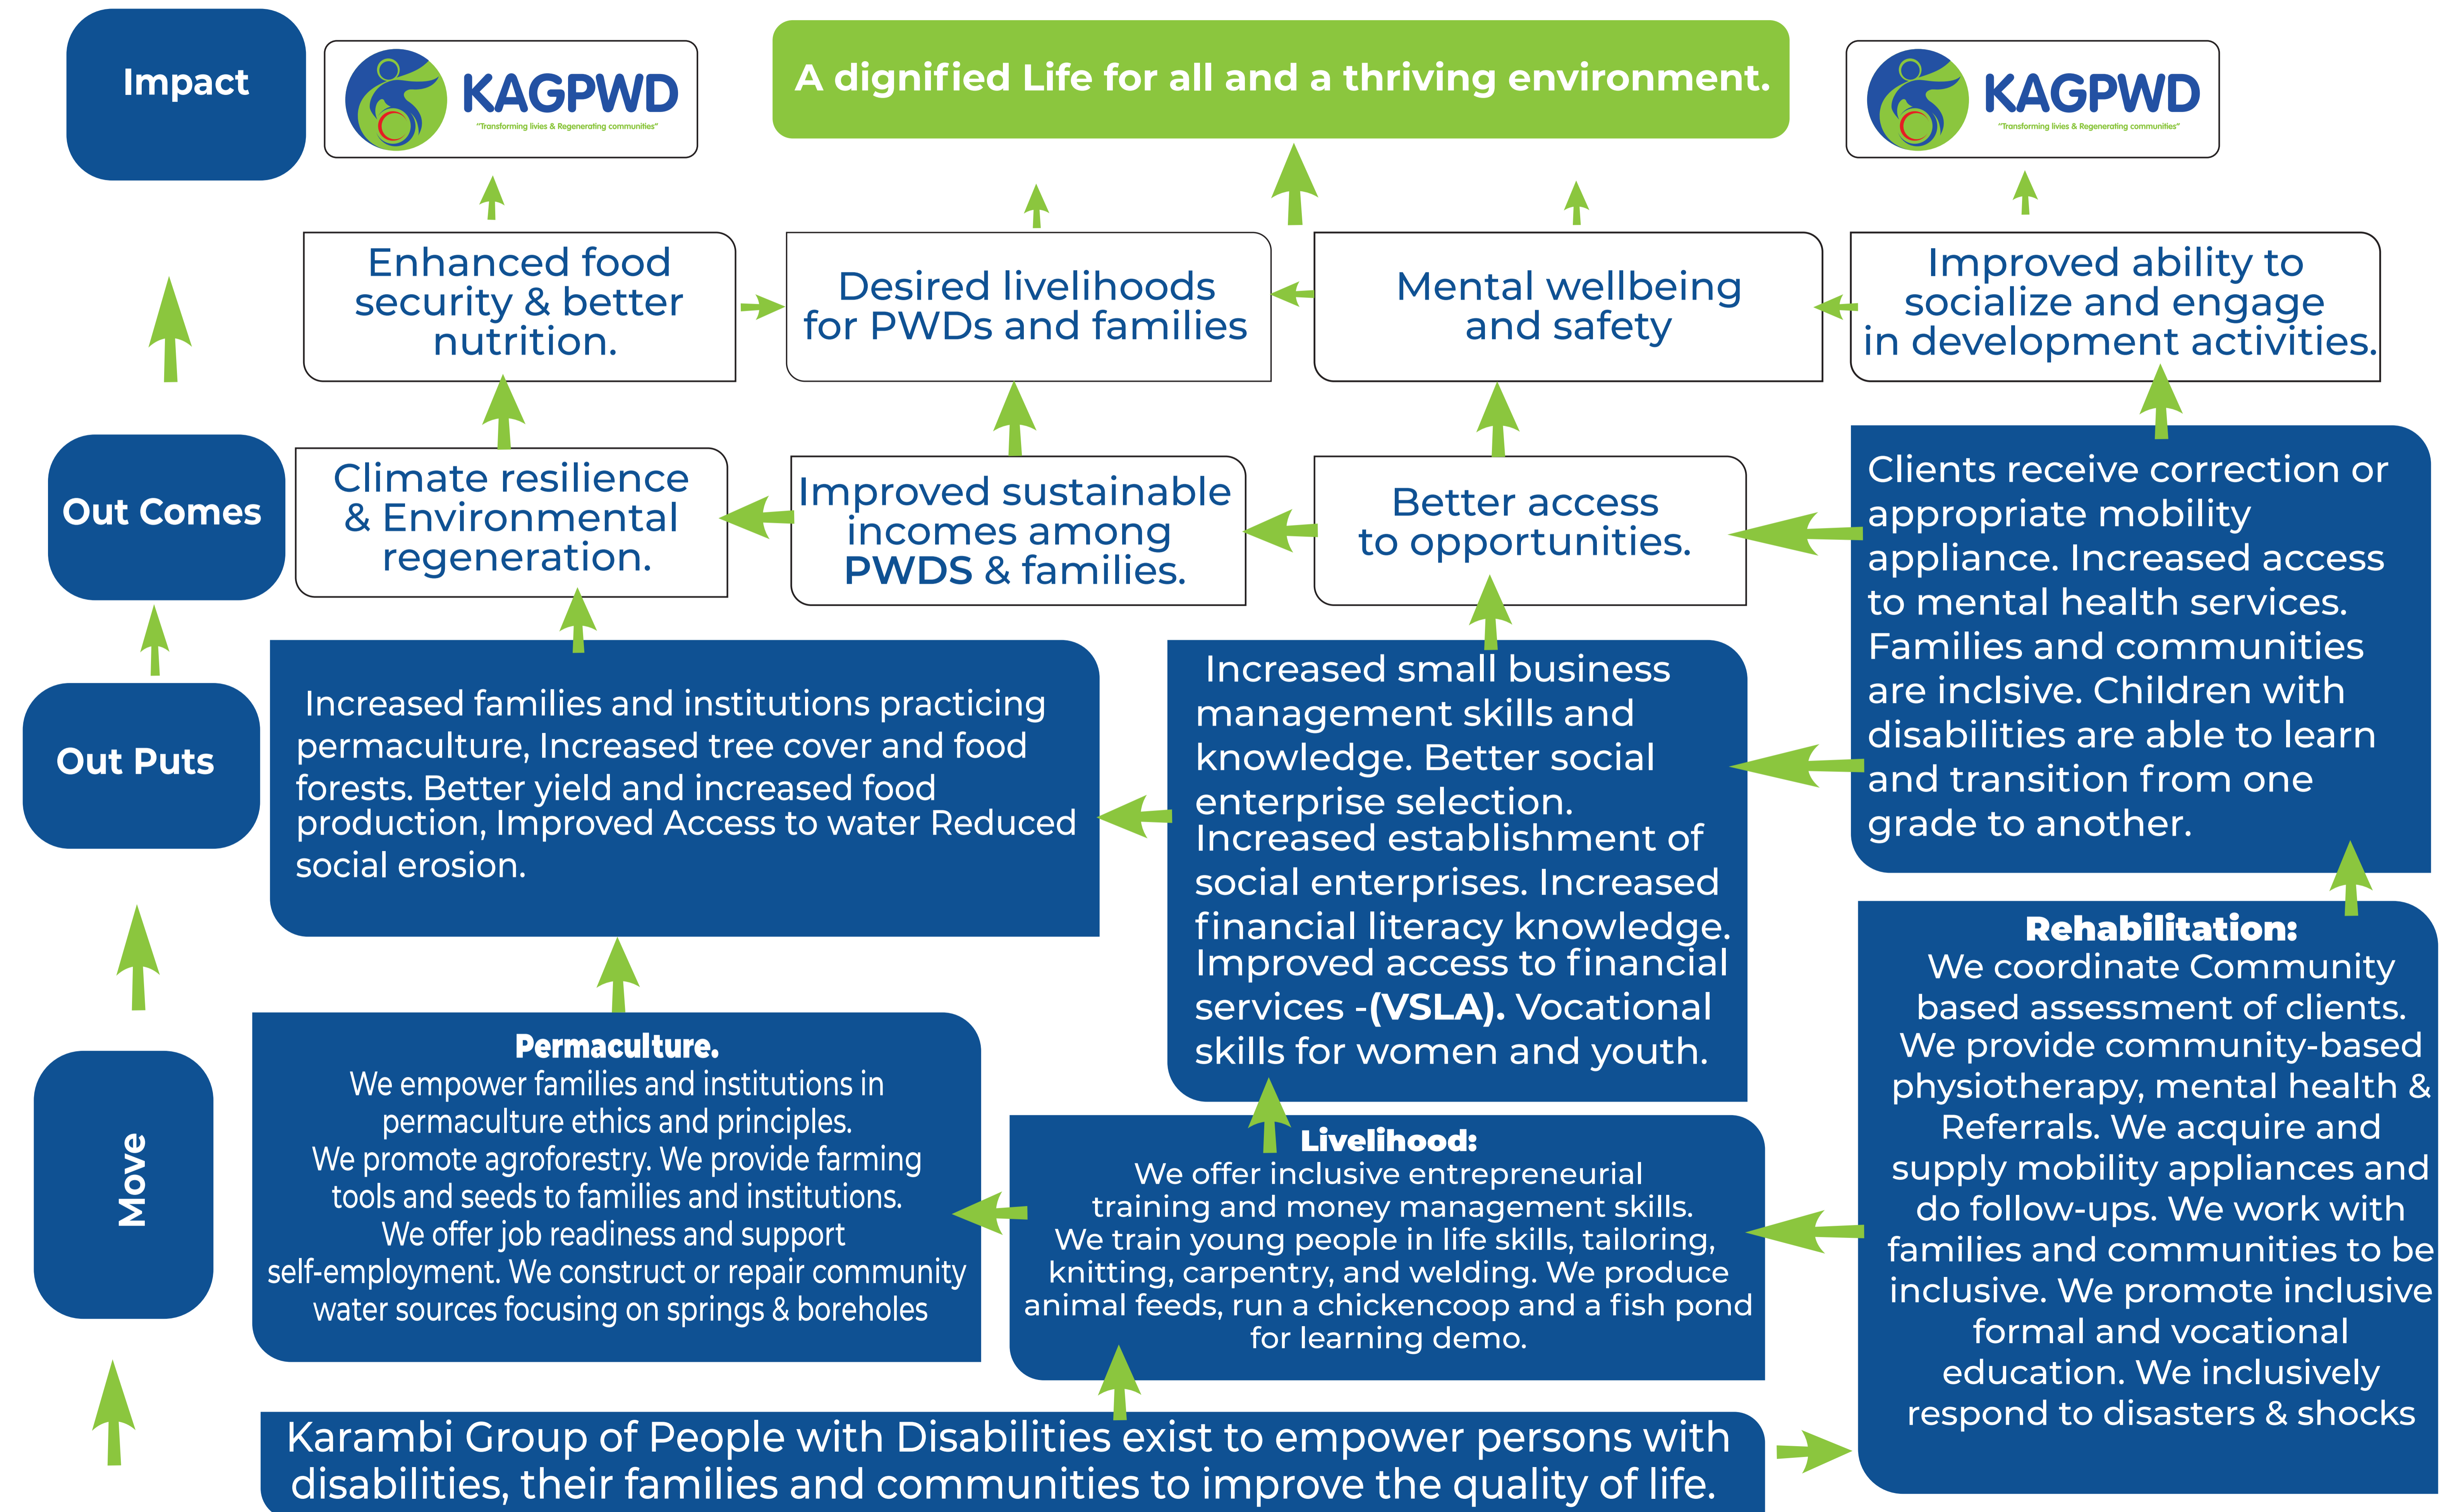 Impact
KAGPWD
"Transforming livies & Regenerating communities"
A dignified Life for all and a thriving environment.
KAGPWD
"Transforming livies & Regenerating communities"
Enhanced food
security & better
nutrition.
Desired livelihoods
for PWDs and families
Mental wellbeing
and safety
Improved ability to
socialize and engage
in development activities.
Out Comes
Climate resilience
& Environmental
regeneration.
Improved sustainable
incomes among
PWDS & families.
Better access
to opportunities.
Clients receive correction or
appropriate mobility
appliance. Increased access
to mental health services.
Families and communities
are inclsive. Children with
disabilities are able to learn
and transition from one
grade to another.
Out Puts
Increased families and institutions practicing
permaculture, Increased tree cover and food
forests. Better yield and increased food
production, Improved Access to water Reduced
social erosion.
Increased small business
management skills and
knowledge. Better social
enterprise selection.
Increased establishment of
social enterprises. Increased
financial literacy knowledge.
Improved access to financial
services -(VSLA). Vocational
skills for women and youth.
Move
Permaculture.
We empower families and institutions in
permaculture ethics and principles.
We promote agroforestry. We provide farming
tools and seeds to families and institutions.
We offer job readiness and support
self-employment. We construct or repair community
water sources focusing on springs & boreholes
Livelihood:
We offer inclusive entrepreneurial
training and money management skills.
We train young people in life skills, tailoring,
knitting, carpentry, and welding. We produce
animal feeds, run a chickencoop and a fish pond
for learning demo.
Rehabilitation:
We coordinate Community
based assessment of clients.
We provide community-based
physiotherapy, mental health &
Referrals. We acquire and
supply mobility appliances and
do follow-ups. We work with
families and communities to be
inclusive. We promote inclusive
formal and vocational
education. We inclusively
respond to disasters & shocks
Karambi Group of People with Disabilities exist to empower persons with
disabilities, their families and communities to improve the quality of life.